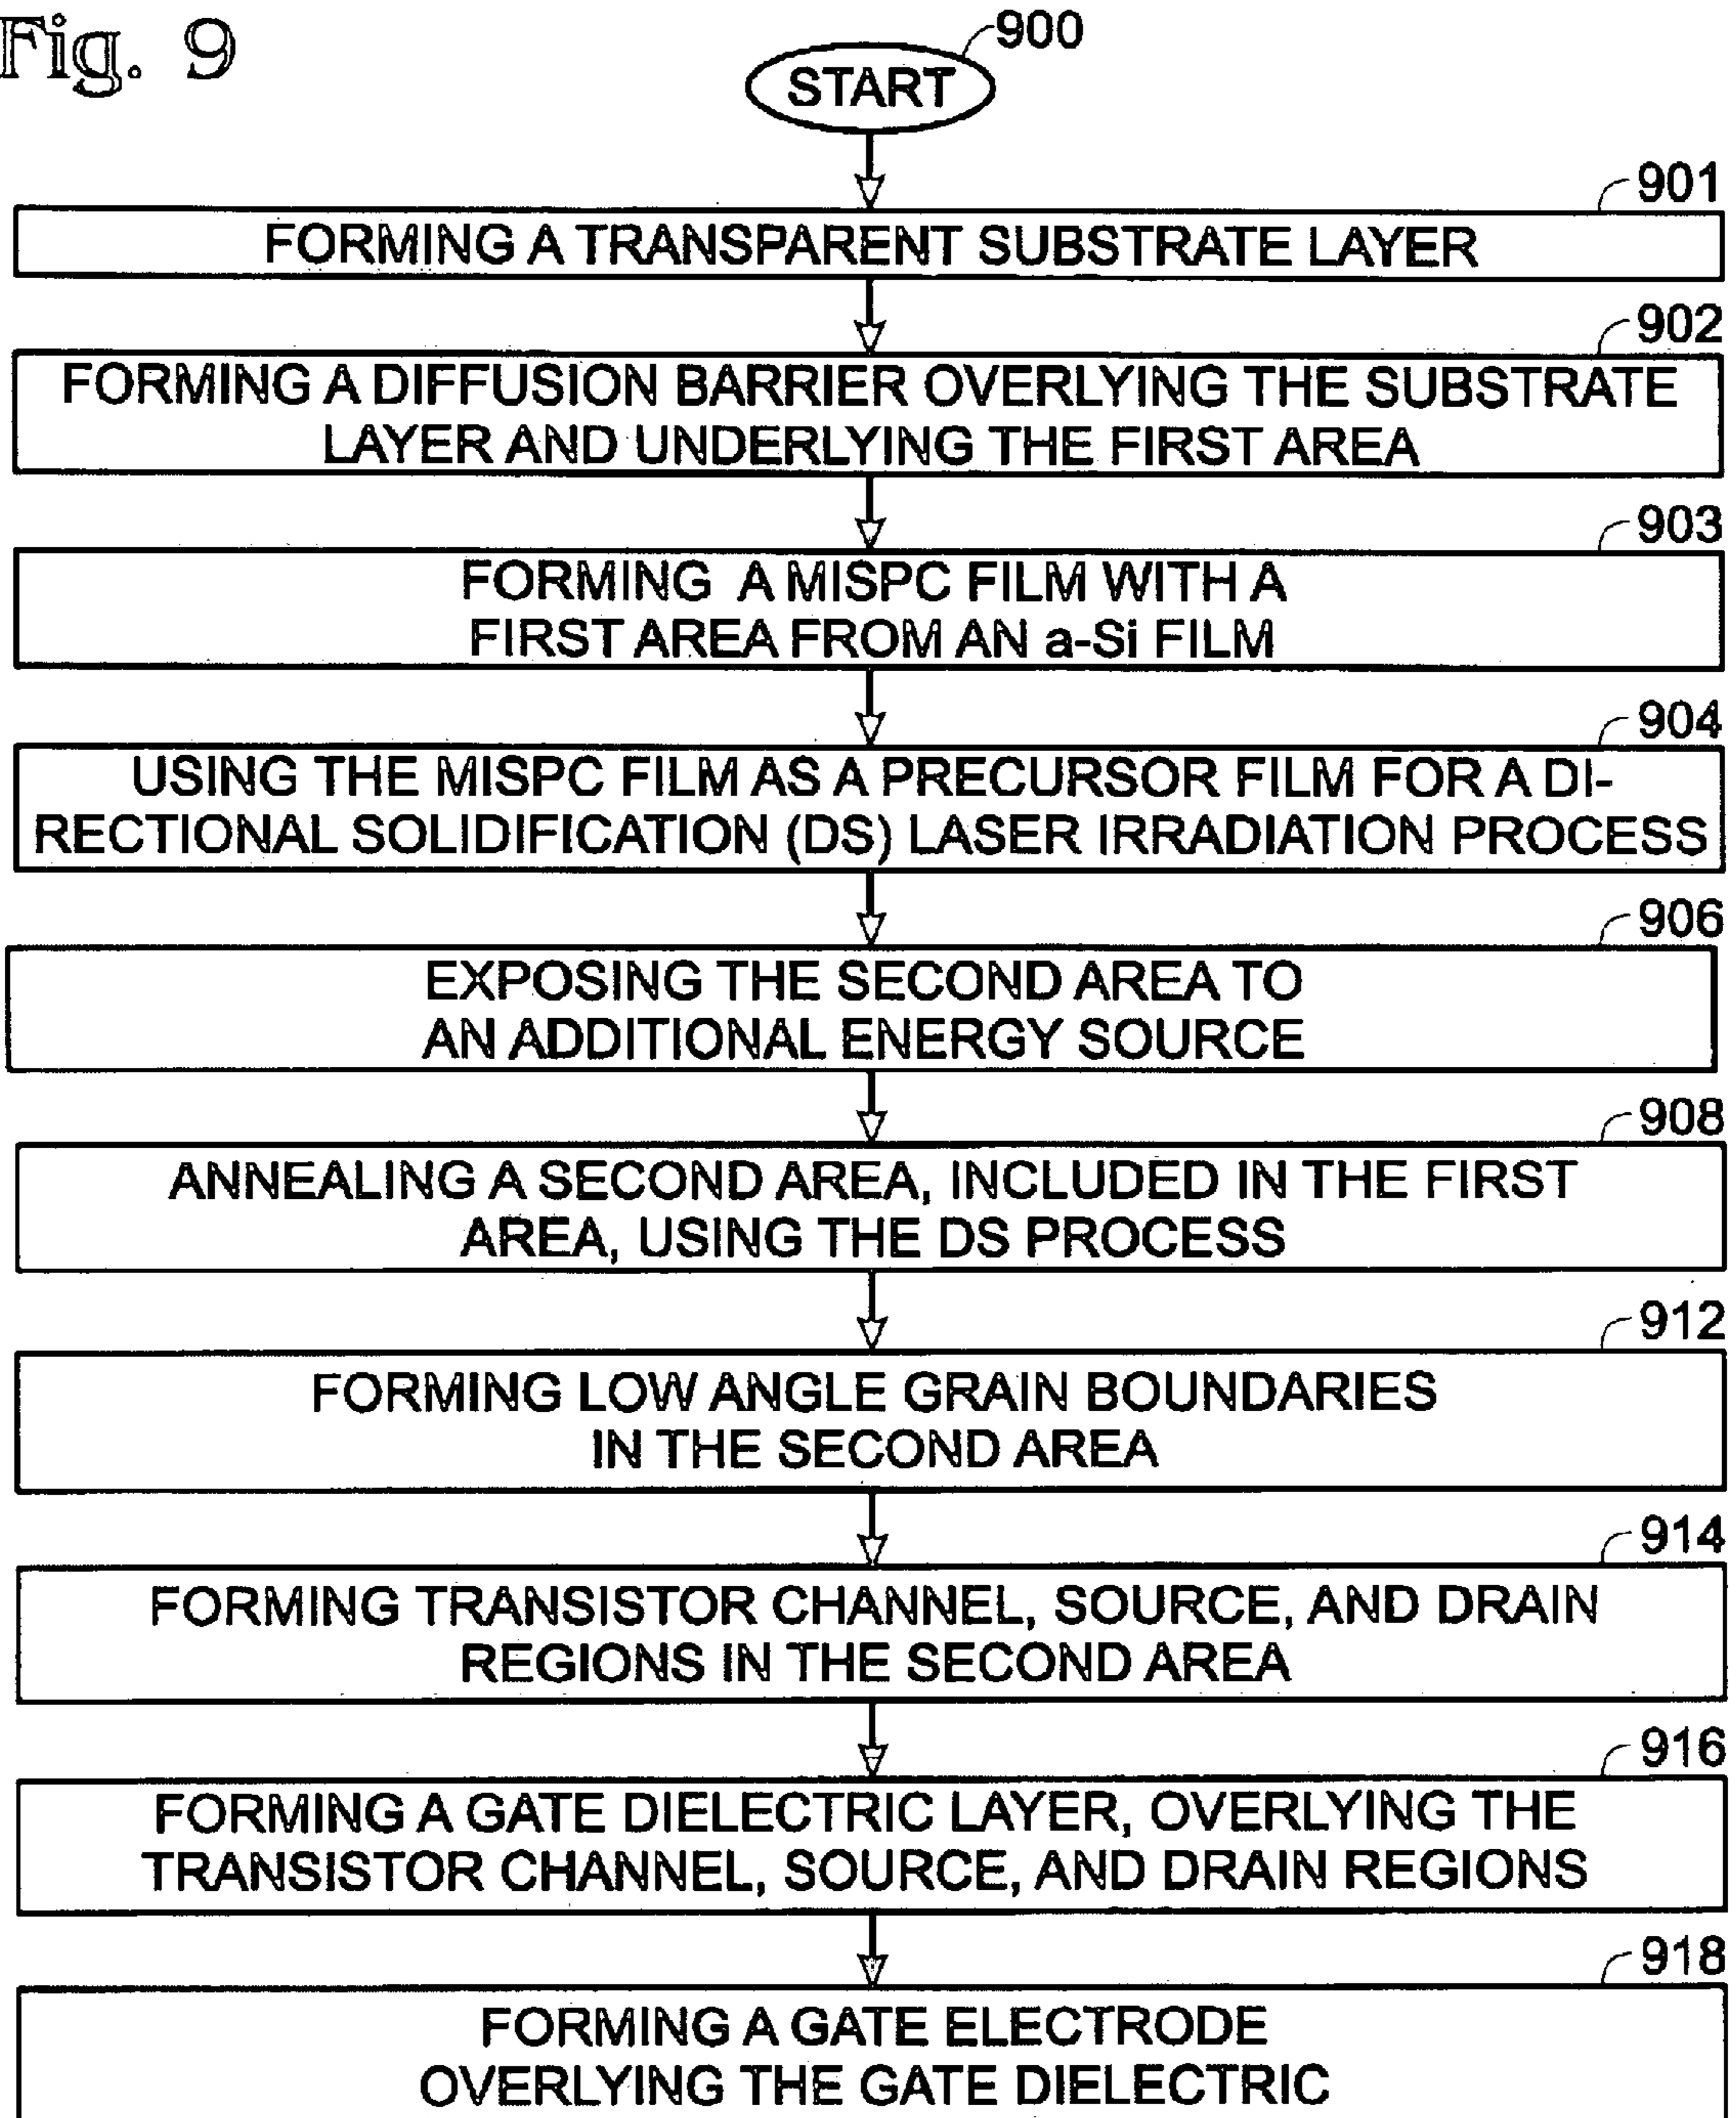 Fig. 9
900
START
901
FORMING A TRANSPARENT SUBSTRATE LAYER
902
FORMING A DIFFUSION BARRIER OVERLYING THE SUBSTRATE
LAYER AND UNDERLYING THE FIRST AREA
903
FORMING A MISPC FILM WITH A
FIRST AREA FROM AN a-Si FILM
904
USING THE MISPC FILM AS A PRECURSOR FILM FOR A DI-
RECTIONAL SOLIDIFICATION (DS) LASER IRRADIATION PROCESS
906
EXPOSING THE SECOND AREA TO
AN ADDITIONAL ENERGY SOURCE
908
ANNEALING A SECOND AREA, INCLUDED IN THE FIRST
AREA, USING THE DS PROCESS
912
FORMING LOW ANGLE GRAIN BOUNDARIES
IN THE SECOND AREA
914
FORMING TRANSISTOR CHANNEL, SOURCE, AND DRAIN
REGIONS IN THE SECOND AREA
916
FORMING A GATE DIELECTRIC LAYER, OVERLYING THE
TRANSISTOR CHANNEL, SOURCE, AND DRAIN REGIONS
918
FORMING A GATE ELECTRODE
OVERLYING THE GATE DIELECTRIC